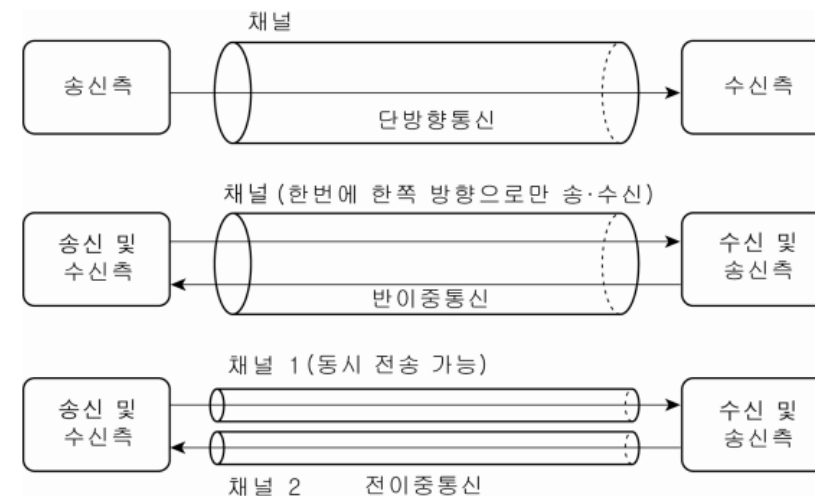 채널
송신측
수신측
단방향통신
채널 (한번에 한쪽 방향으로만 송·수신)
송신 및
수신측
수신 및
송신측
반이중통신
채널 1 (동시 전송 가능)
송신 및
수신측
수신 및
송신측
채널 2
전이중통신